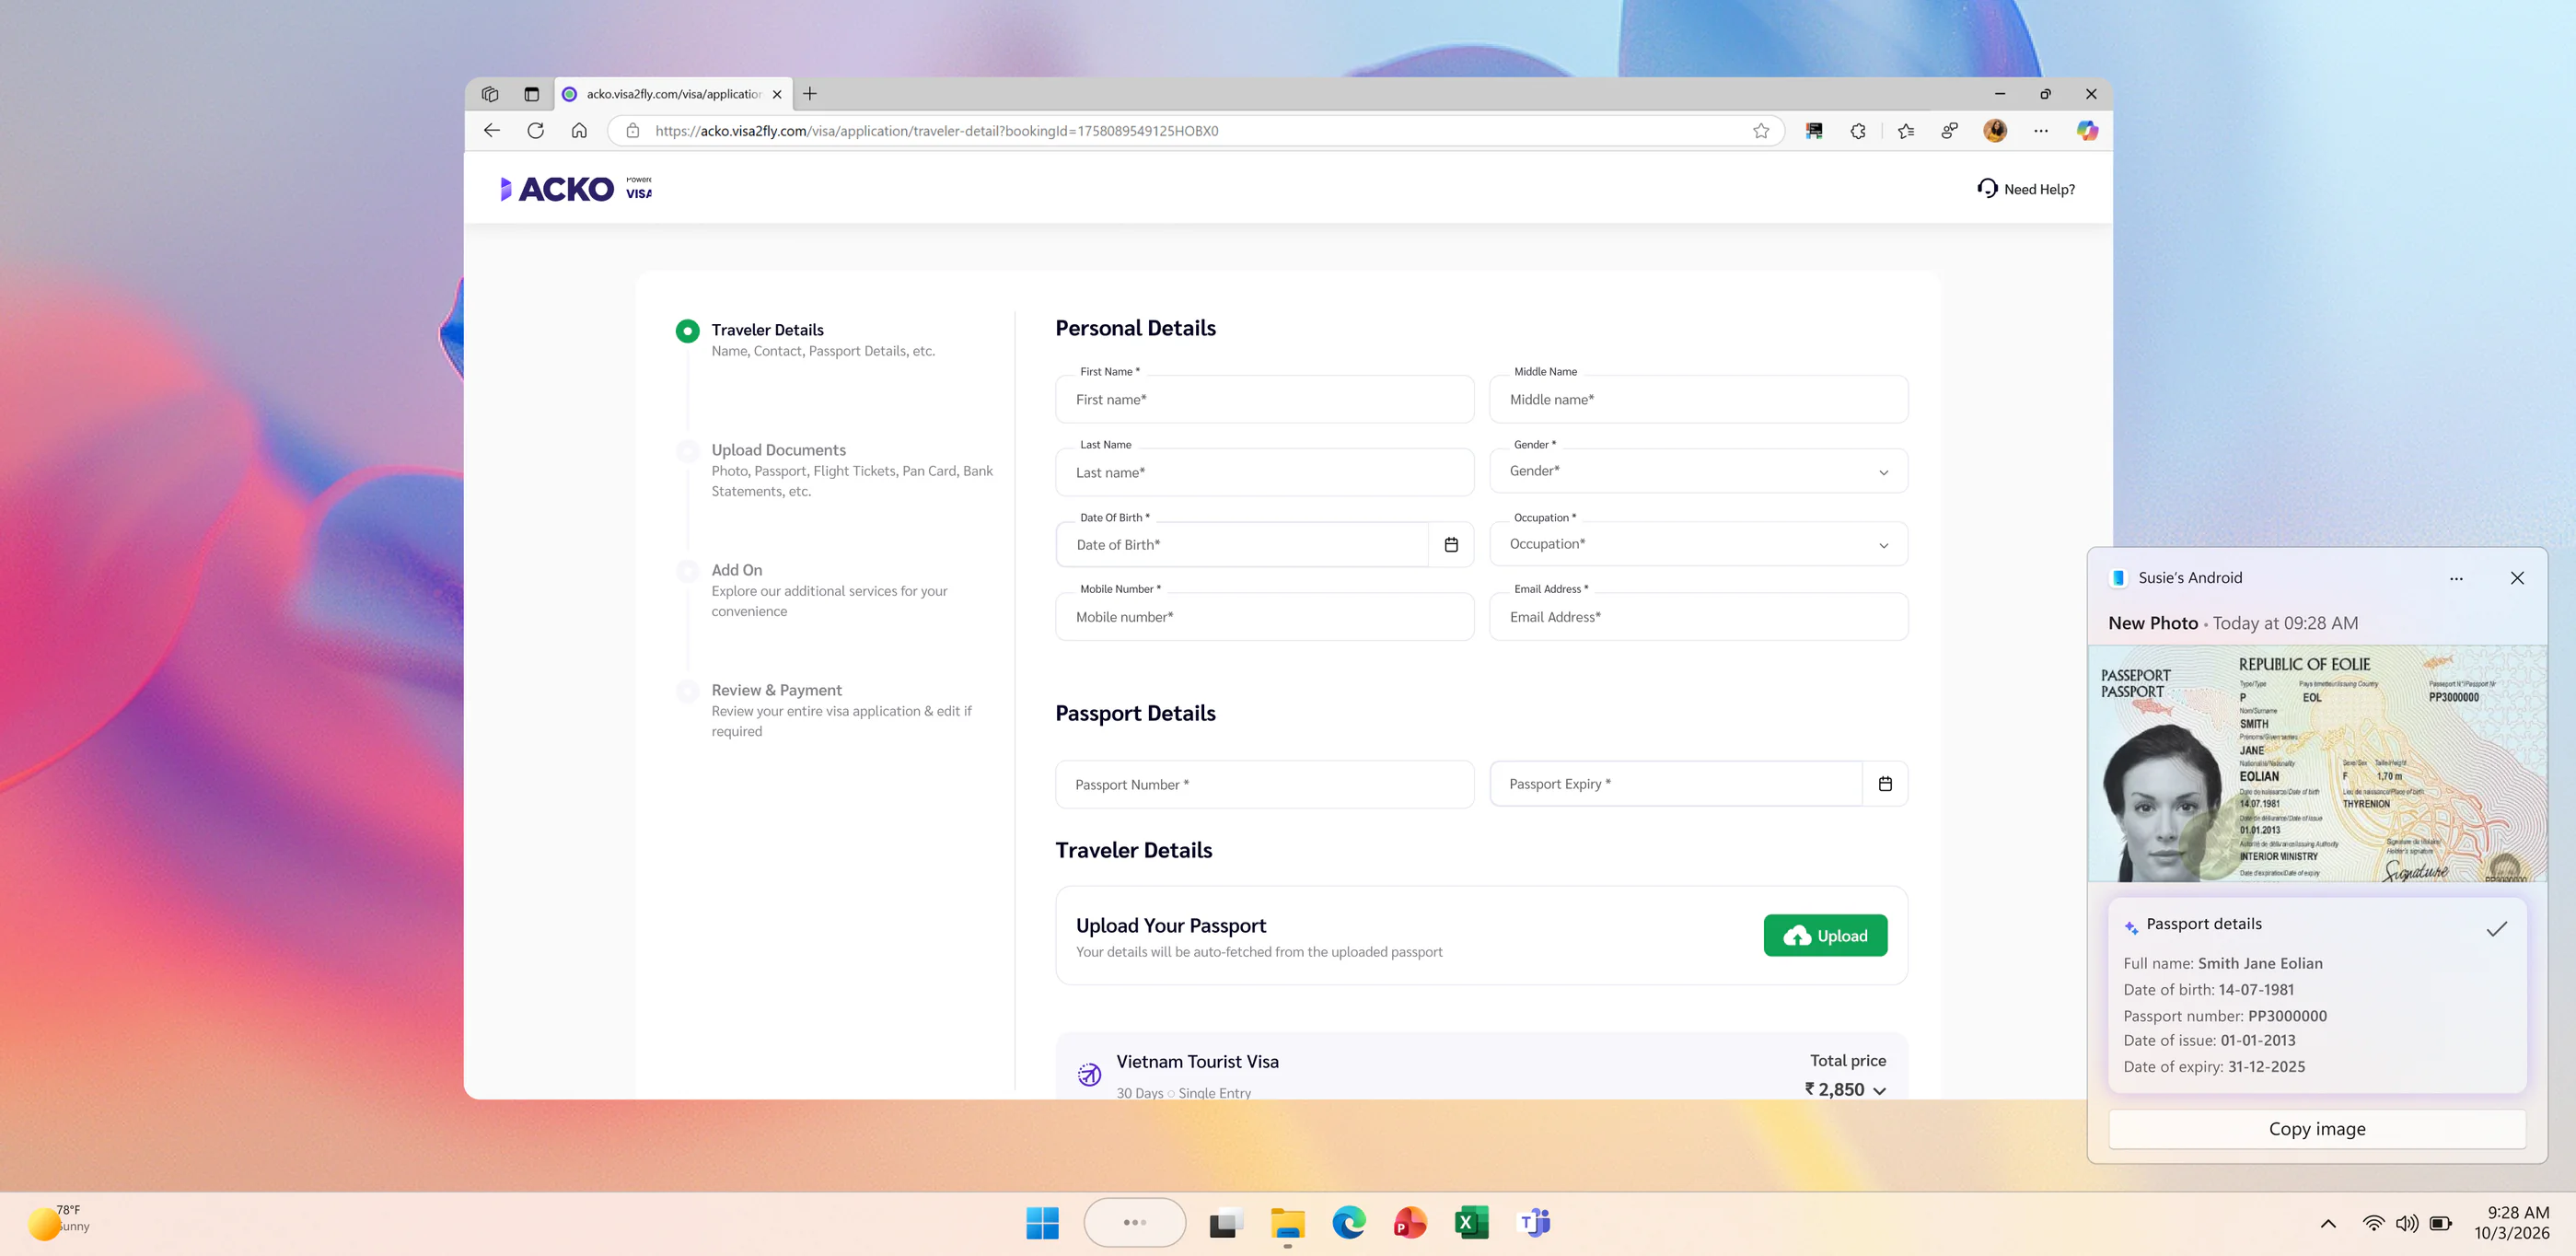 acko.visa2fly.com/visa/application
https://acko.visa2fly.com/visa/application/traveler-detail?bookingId=1758089549125HOBX0
ACKO
Powere
VISA
Need Help?
Traveler Details
Name, Contact, Passport Details, etc.
Upload Documents
Photo, Passport, Flight Tickets, Pan Card, Bank
Statements, etc.
Add On
Explore our additional services for your
convenience
Review & Payment
Review your entire visa application & edit if
required
Personal Details
First Name *
First name*
Middle Name
Middle name*
Last Name
Last name*
Gender *
Gender*
Date Of Birth *
Date of Birth*
Occupation *
Occupation*
Mobile Number *
Mobile number*
Email Address *
Email Address*
Passport Details
Passport Number *
Passport Expiry *
Traveler Details
Upload Your Passport
Your details will be auto-fetched from the uploaded passport
Upload
Vietnam Tourist Visa
30 Days ○ Single Entry
Total price
₹ 2,850
Susie's Android
New Photo • Today at 09:28 AM
PASSEPORT
PASSPORT
REPUBLIC OF EOLIE
Type/Type
P
EOL
PP3000000
Nom/Surname
SMITH
JANE
EOLIAN
F
1,70 m
14.07.1981
THYRENION
01.01.2013
INTERIOR MINISTRY
Signature
Passport details
Full name: Smith Jane Eolian
Date of birth: 14-07-1981
Passport number: PP3000000
Date of issue: 01-01-2013
Date of expiry: 31-12-2025
Copy image
78°F
Sunny
9:28 AM
10/3/2026